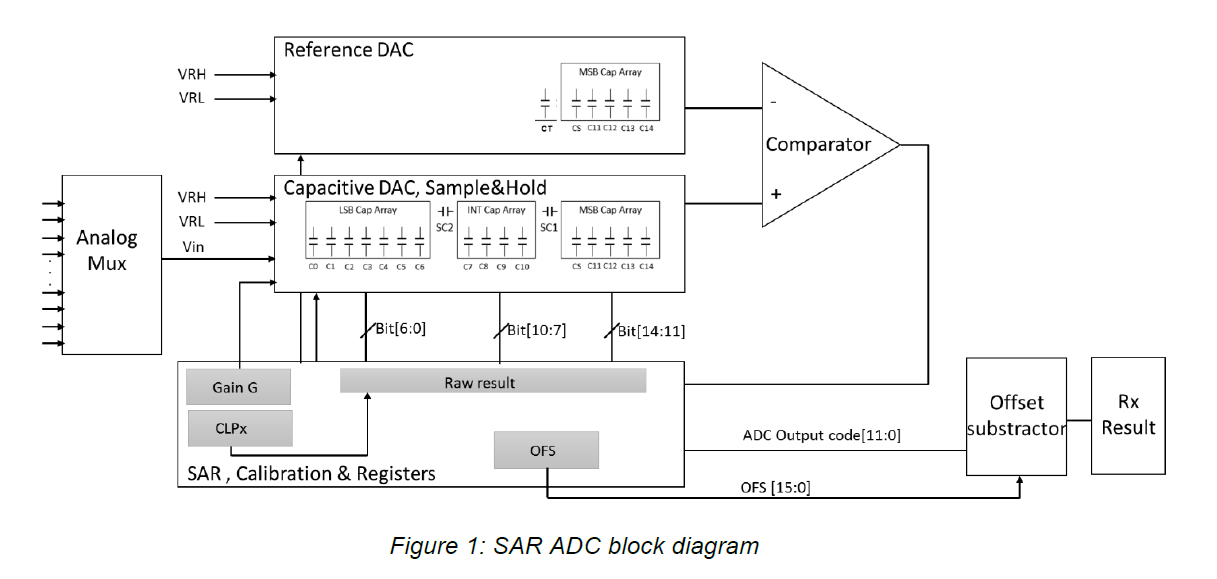 Reference DAC
VRH
VRL
MSB Cap Array
CT
CS C11 C12 C13 C14
-
Comparator
+
Capacitive DAC, Sample&Hold
VRH
VRL
Vin
LSB Cap Array
INT Cap Array
MSB Cap Array
SC2
SC1
C0 C1 C2 C3 C4 C5 C6
C7 C8 C9 C10
CS C11 C12 C13 C14
Analog
Mux
Bit[6:0]
Bit[10:7]
Bit[14:11]
Gain G
Raw result
CLPx
OFS
SAR , Calibration & Registers
ADC Output code[11:0]
OFS [15:0]
Offset
substractor
Rx
Result
Figure 1: SAR ADC block diagram